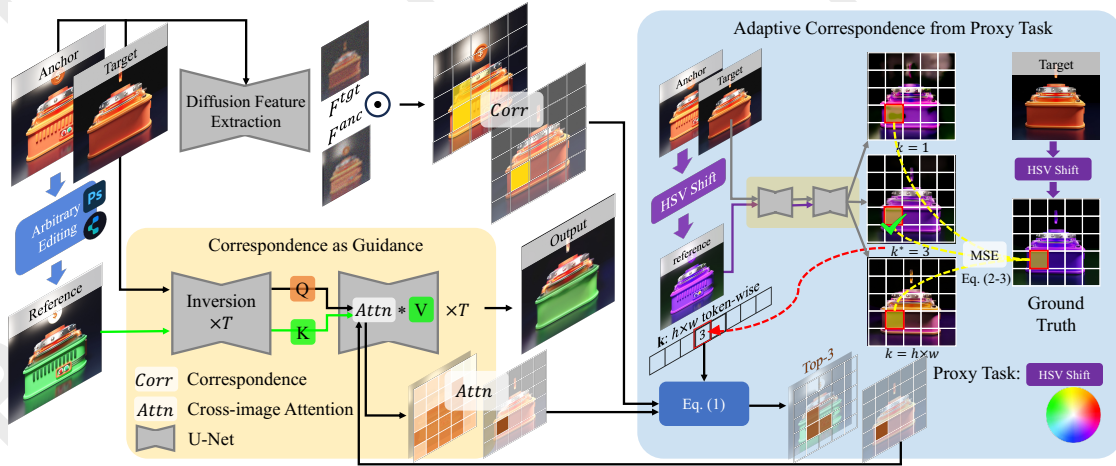 Anchor
Target
Diffusion Feature
Extraction
F^tgt
F^anc
Corr
Ps
Arbitrary
Editing
Reference
Correspondence as Guidance
Inversion
×T
Q
K
Attn * V
×T
Output
Corr Correspondence
Attn Cross-image Attention
U-Net
Attn
Adaptive Correspondence from Proxy Task
Anchor
Target
HSV Shift
reference
k = 1
k* = 3
k = h×w
MSE
Eq. (2-3)
Target
HSV Shift
Ground
Truth
k: h×w token-wise
3
Eq. (1)
Top-3
Proxy Task: HSV Shift